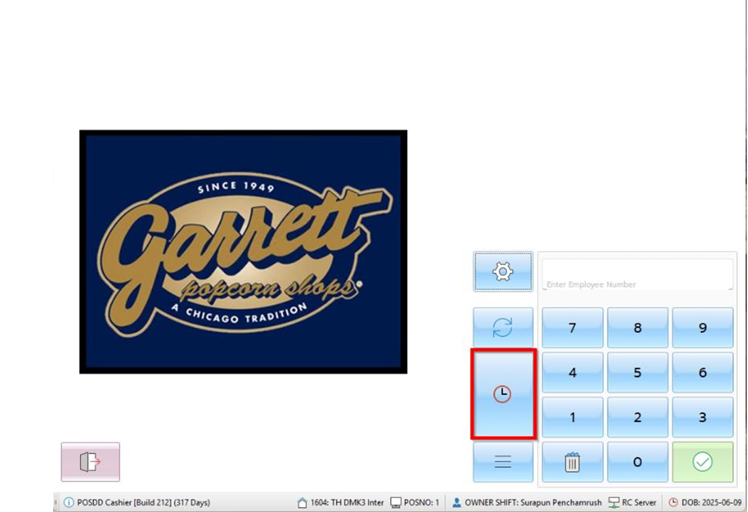 SINCE 1949
Garrett
popcorn shops
A CHICAGO TRADITION
Enter Employee Number
7 8 9
4 5 6
1 2 3
0
POSDD Cashier [Build 212] (317 Days) 1604: TH DMK3 Inter POSNO: 1 OWNER SHIFT: Surapun Penchamrush RC Server DOB: 2025-06-09